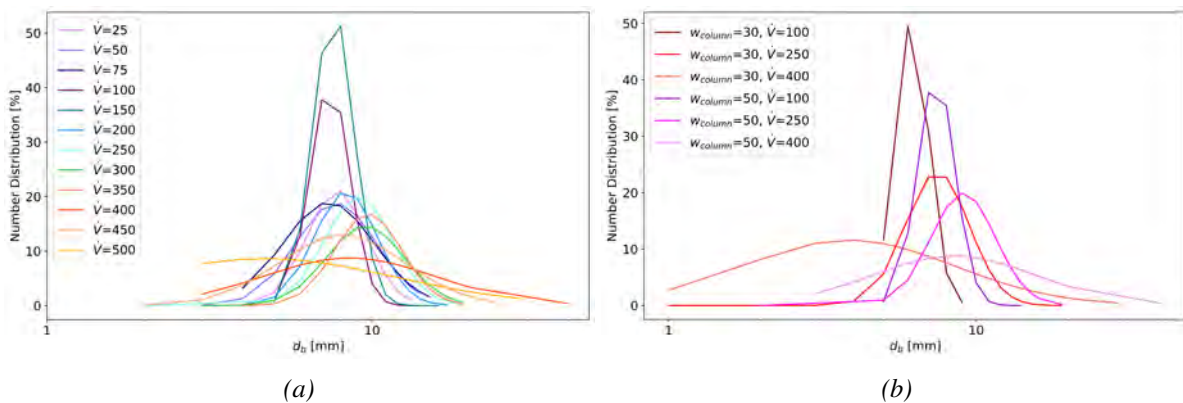 50
40
30
20
10
0
Number Distribution [%]
V̇=25
V̇=50
V̇=75
V̇=100
V̇=150
V̇=200
V̇=250
V̇=300
V̇=350
V̇=400
V̇=450
V̇=500
1
10
d_b [mm]
(a)
50
40
30
20
10
0
Number Distribution [%]
w_column=30, V̇=100
w_column=30, V̇=250
w_column=30, V̇=400
w_column=50, V̇=100
w_column=50, V̇=250
w_column=50, V̇=400
1
10
d_b [mm]
(b)